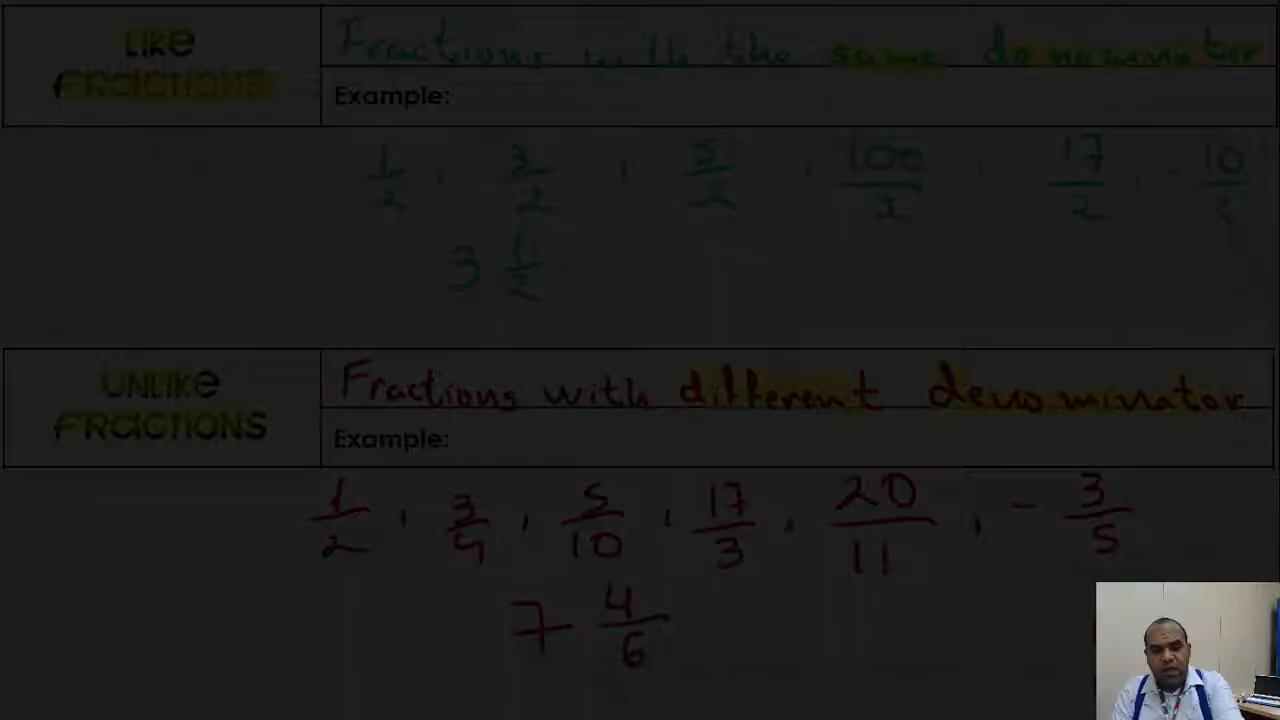 LIKE
FRACTIONS
Fractions with the same denominator
Example:
1/2 , 3/2 , 5/2 , 100/2 , 17/2 , - 10/2
3 1/2
UNLIKE
FRACTIONS
Fractions with different denominator
Example:
1/2 , 3/4 , 5/10 , 17/3 , 20/11 , - 3/5
7 4/6